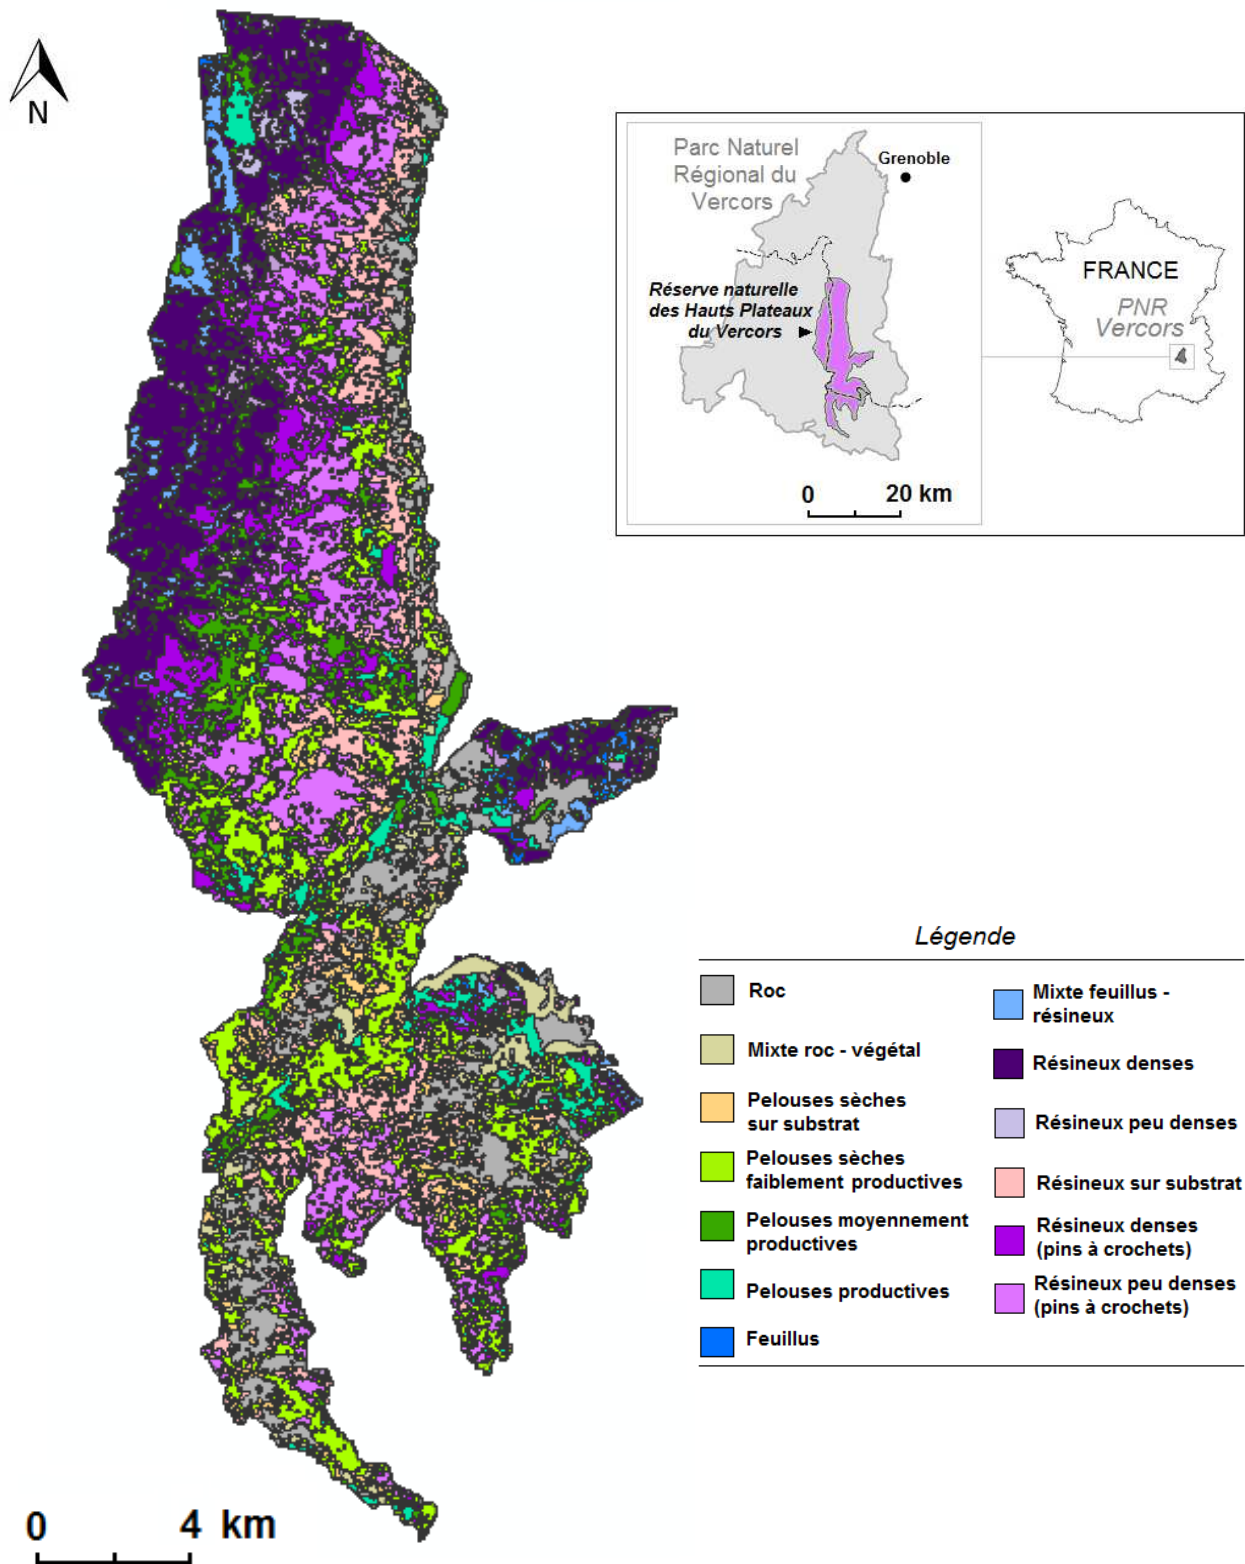 N
Parc Naturel
Régional du
Vercors
Grenoble
Réserve naturelle
des Hauts Plateaux
du Vercors
0 20 km
FRANCE
PNR
Vercors
Légende
Roc
Mixte roc - végétal
Pelouses sèches
sur substrat
Pelouses sèches
faiblement productives
Pelouses moyennement
productives
Pelouses productives
Feuillus
Mixte feuillus -
résineux
Résineux denses
Résineux peu denses
Résineux sur substrat
Résineux denses
(pins à crochets)
Résineux peu denses
(pins à crochets)
0 4 km